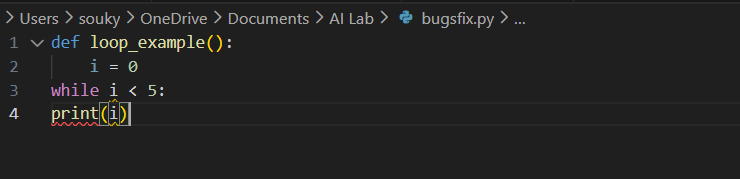 > Users > souky > OneDrive > Documents > AI Lab > bugsfix.py > ...
1 def loop_example():
2     i = 0
3 while i < 5:
4 print(i)